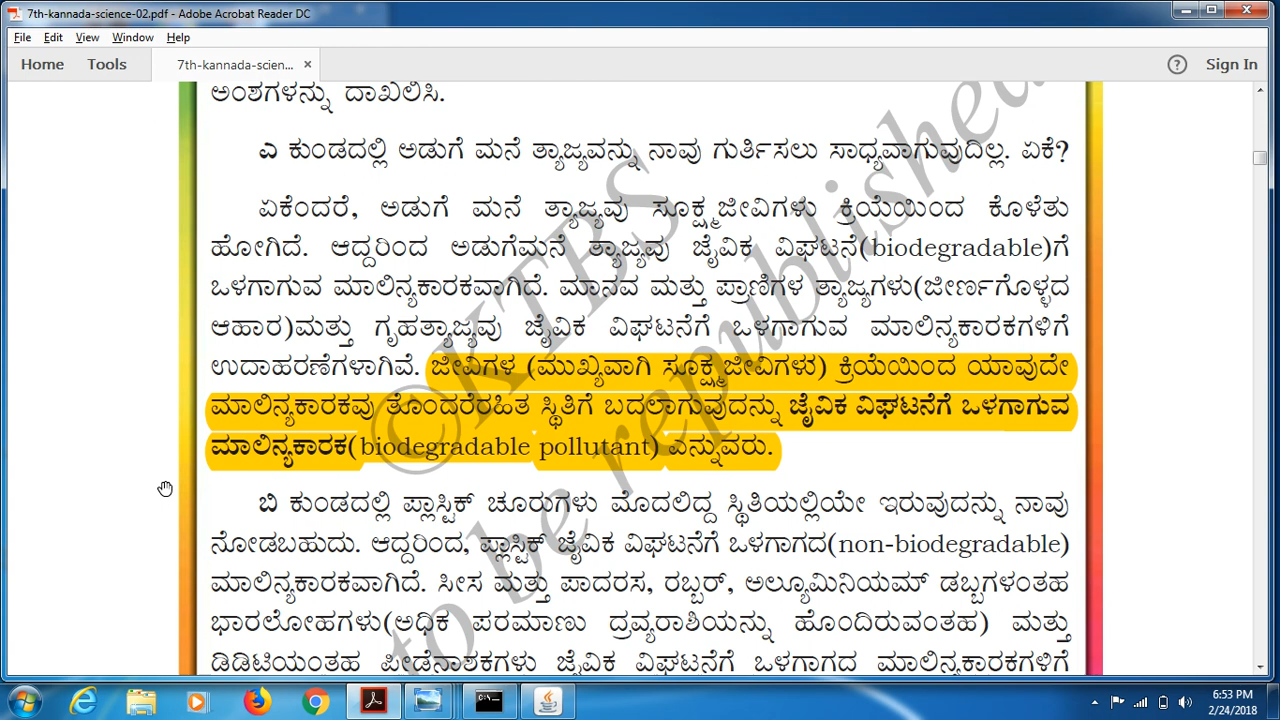 7th-kannada-science-02.pdf - Adobe Acrobat Reader DC
File Edit View Window Help
Home Tools 7th-kannada-scien... × Sign In
ಅಂಶಗಳನ್ನು ದಾಖಲಿಸಿ.
ಎ ಕುಂಡದಲ್ಲಿ ಅಡುಗೆ ಮನೆ ತ್ಯಾಜ್ಯವನ್ನು ನಾವು ಗುರ್ತಿಸಲು ಸಾಧ್ಯವಾಗುವುದಿಲ್ಲ. ಏಕೆ?
ಏಕೆಂದರೆ, ಅಡುಗೆ ಮನೆ ತ್ಯಾಜ್ಯವು ಸೂಕ್ಷ್ಮಜೀವಿಗಳು ಕ್ರಿಯೆಯಿಂದ ಕೊಳೆತು
ಹೋಗಿದೆ. ಆದ್ದರಿಂದ ಅಡುಗೆಮನೆ ತ್ಯಾಜ್ಯವು ಜೈವಿಕ ವಿಘಟನೆ(biodegradable)ಗೆ
ಒಳಗಾಗುವ ಮಾಲಿನ್ಯಕಾರಕವಾಗಿದೆ. ಮಾನವ ಮತ್ತು ಪ್ರಾಣಿಗಳ ತ್ಯಾಜ್ಯಗಳು(ಜೀರ್ಣಗೊಳ್ಳದ
ಆಹಾರ)ಮತ್ತು ಗೃಹತ್ಯಾಜ್ಯವು ಜೈವಿಕ ವಿಘಟನೆಗೆ ಒಳಗಾಗುವ ಮಾಲಿನ್ಯಕಾರಕಗಳಿಗೆ
ಉದಾಹರಣೆಗಳಾಗಿವೆ. ಜೀವಿಗಳ (ಮುಖ್ಯವಾಗಿ ಸೂಕ್ಷ್ಮಜೀವಿಗಳು) ಕ್ರಿಯೆಯಿಂದ ಯಾವುದೇ
ಮಾಲಿನ್ಯಕಾರಕವು ತೊಂದರೆರಹಿತ ಸ್ಥಿತಿಗೆ ಬದಲಾಗುವುದನ್ನು ಜೈವಿಕ ವಿಘಟನೆಗೆ ಒಳಗಾಗುವ
ಮಾಲಿನ್ಯಕಾರಕ(biodegradable pollutant) ಎನ್ನುವರು.
ಬಿ ಕುಂಡದಲ್ಲಿ ಪ್ಲಾಸ್ಟಿಕ್ ಚೂರುಗಳು ಮೊದಲಿದ್ದ ಸ್ಥಿತಿಯಲ್ಲಿಯೇ ಇರುವುದನ್ನು ನಾವು
ನೋಡಬಹುದು. ಆದ್ದರಿಂದ, ಪ್ಲಾಸ್ಟಿಕ್ ಜೈವಿಕ ವಿಘಟನೆಗೆ ಒಳಗಾಗದ(non-biodegradable)
ಮಾಲಿನ್ಯಕಾರಕವಾಗಿದೆ. ಸೀಸ ಮತ್ತು ಪಾದರಸ, ರಬ್ಬರ್, ಅಲ್ಯೂಮಿನಿಯಮ್ ಡಬ್ಬಗಳಂತಹ
ಭಾರಲೋಹಗಳು(ಅಧಿಕ ಪರಮಾಣು ದ್ರವ್ಯರಾಶಿಯನ್ನು ಹೊಂದಿರುವಂತಹ) ಮತ್ತು
ಡಿಡಿಟಿಯಂತಹ ಪೀಡೆನಾಶಕಗಳು ಜೈವಿಕ ವಿಘಟನೆಗೆ ಒಳಗಾಗದ ಮಾಲಿನ್ಯಕಾರಕಗಳಿಗೆ
©KTBS
to be republished
6:53 PM
2/24/2018